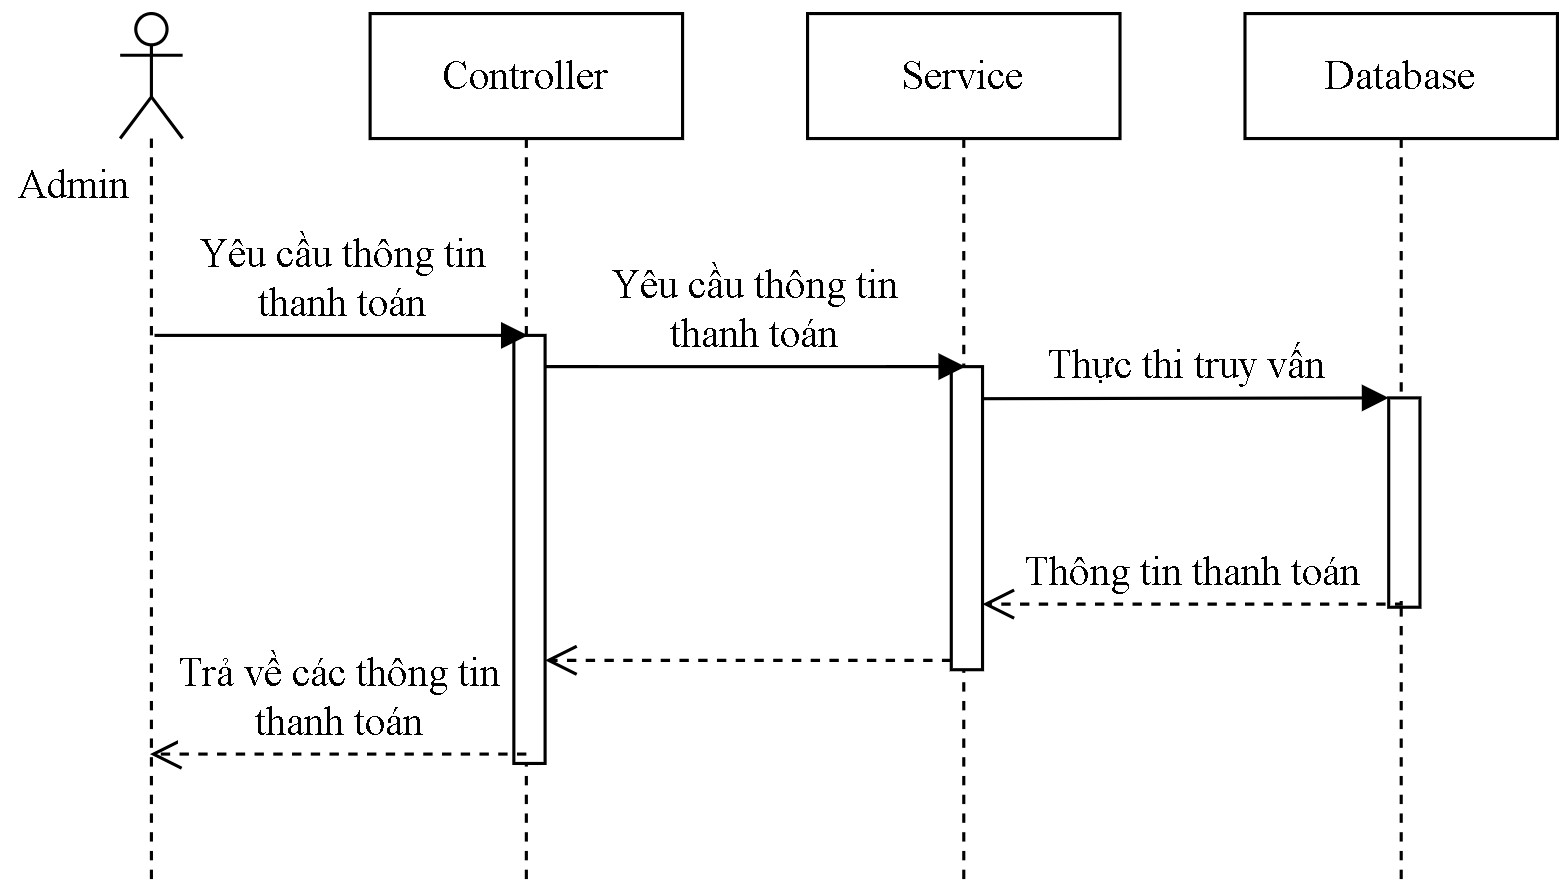 Controller
Service
Database
Admin
Yêu cầu thông tin
thanh toán
Yêu cầu thông tin
thanh toán
Thực thi truy vấn
Thông tin thanh toán
Trả về các thông tin
thanh toán